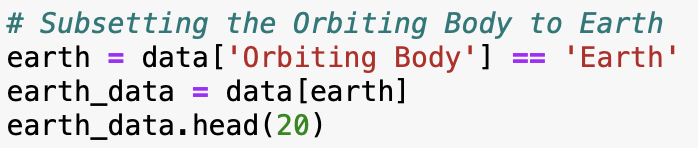 # Subsetting the Orbiting Body to Earth
earth = data['Orbiting Body'] == 'Earth'
earth_data = data[earth]
earth_data.head(20)